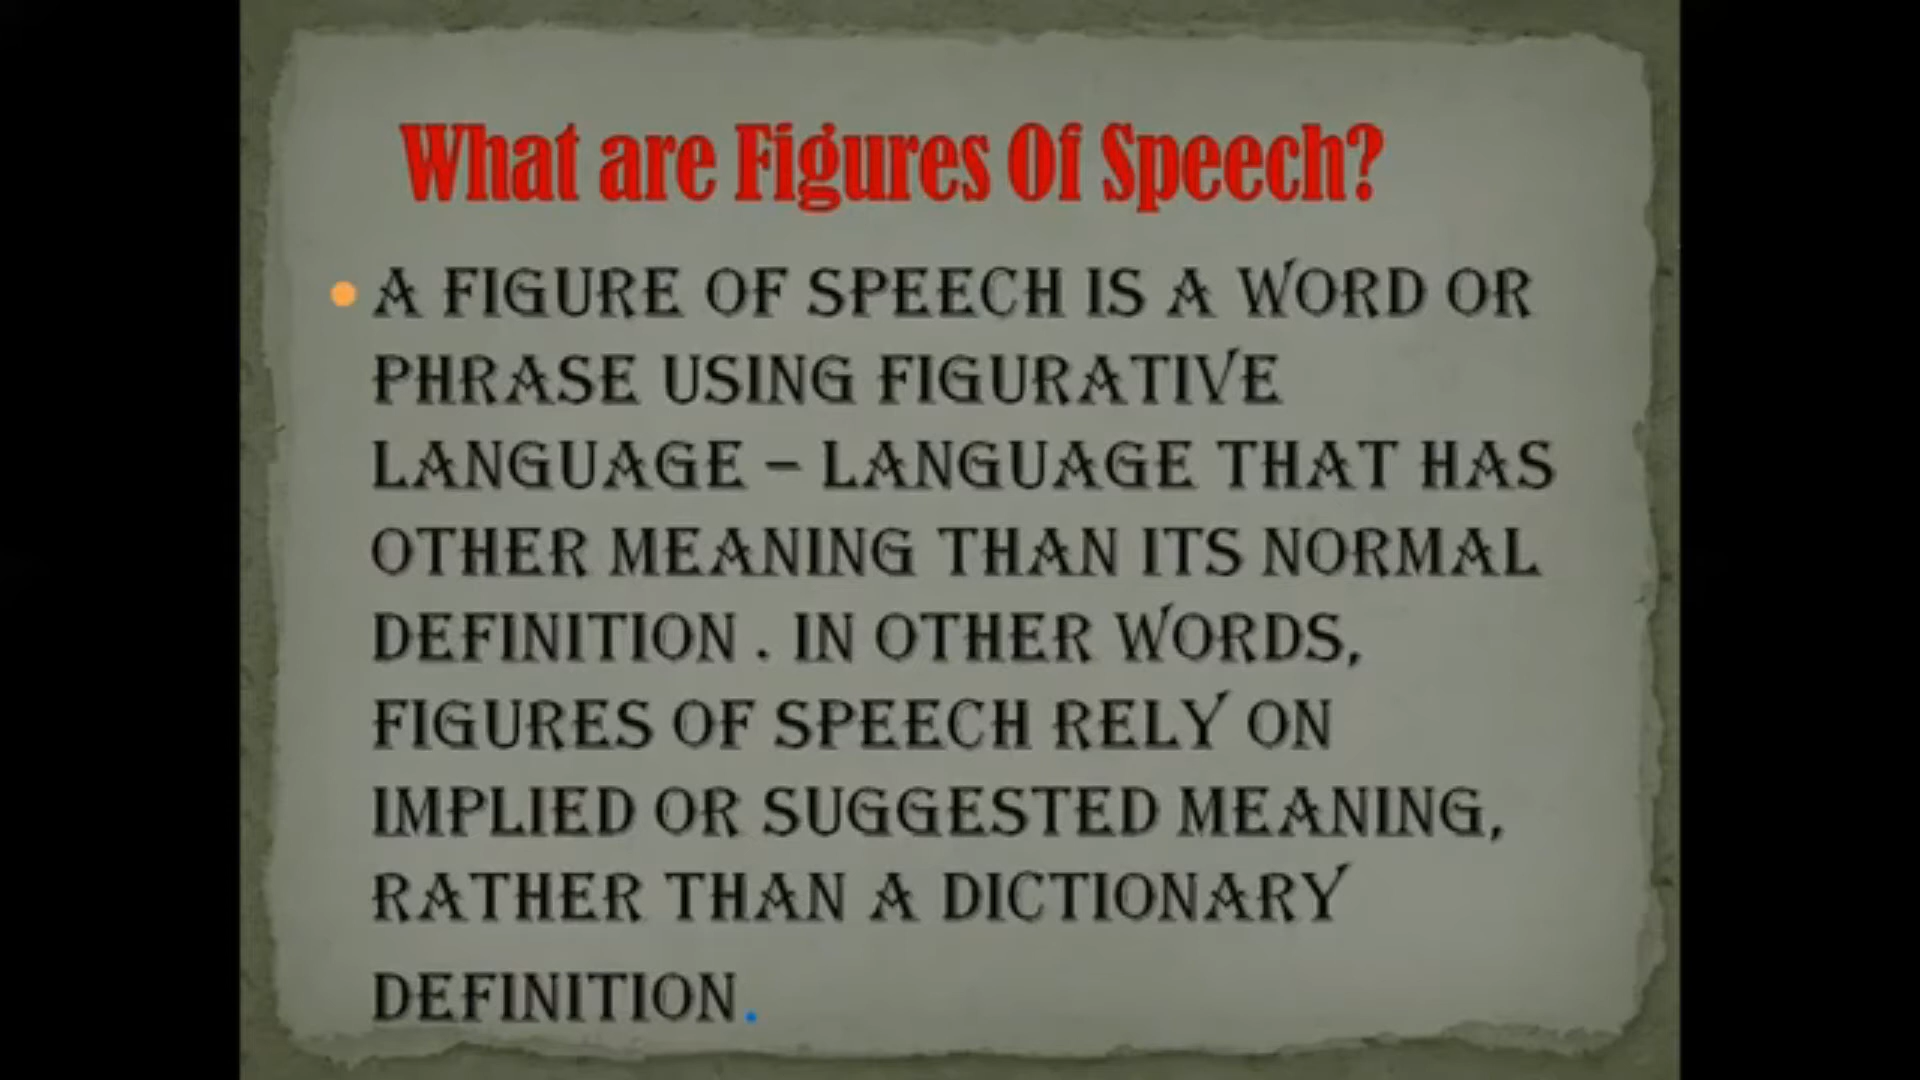 What are Figures Of Speech?
• A FIGURE OF SPEECH IS A WORD OR
PHRASE USING FIGURATIVE
LANGUAGE – LANGUAGE THAT HAS
OTHER MEANING THAN ITS NORMAL
DEFINITION . IN OTHER WORDS,
FIGURES OF SPEECH RELY ON
IMPLIED OR SUGGESTED MEANING,
RATHER THAN A DICTIONARY
DEFINITION.